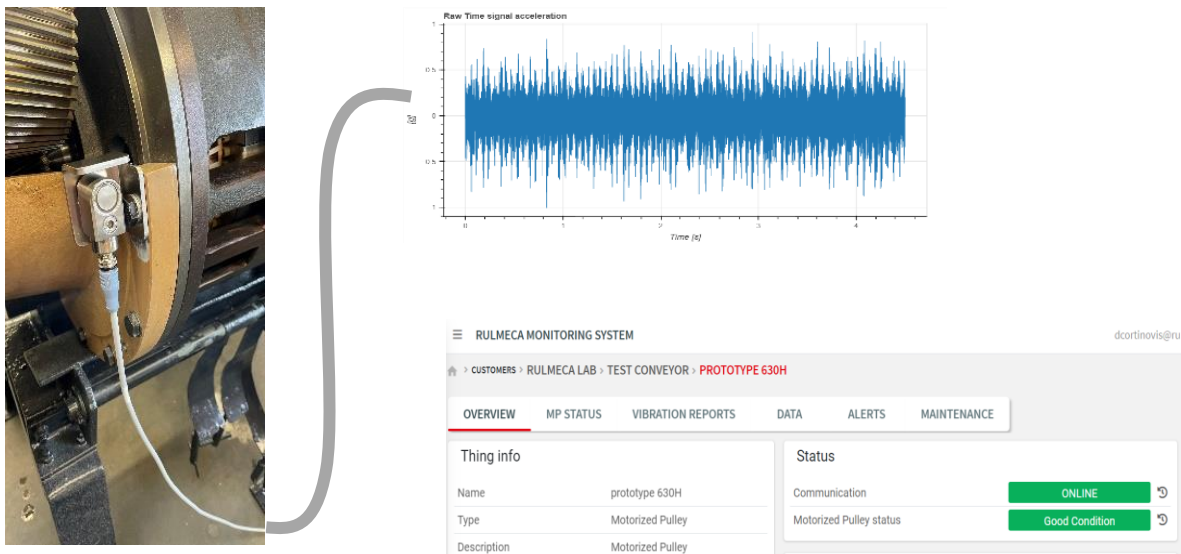 Raw Time signal acceleration
1
0.5
0
0.5
1
[g]
0 1 2 3 4
Time [s]
☰ RULMECA MONITORING SYSTEM dcortinovis@ru
> CUSTOMERS > RULMECA LAB > TEST CONVEYOR > PROTOTYPE 630H
OVERVIEW MP STATUS VIBRATION REPORTS DATA ALERTS MAINTENANCE
Thing info
Name prototype 630H
Type Motorized Pulley
Description Motorized Pulley
Status
Communication ONLINE
Motorized Pulley status Good Condition